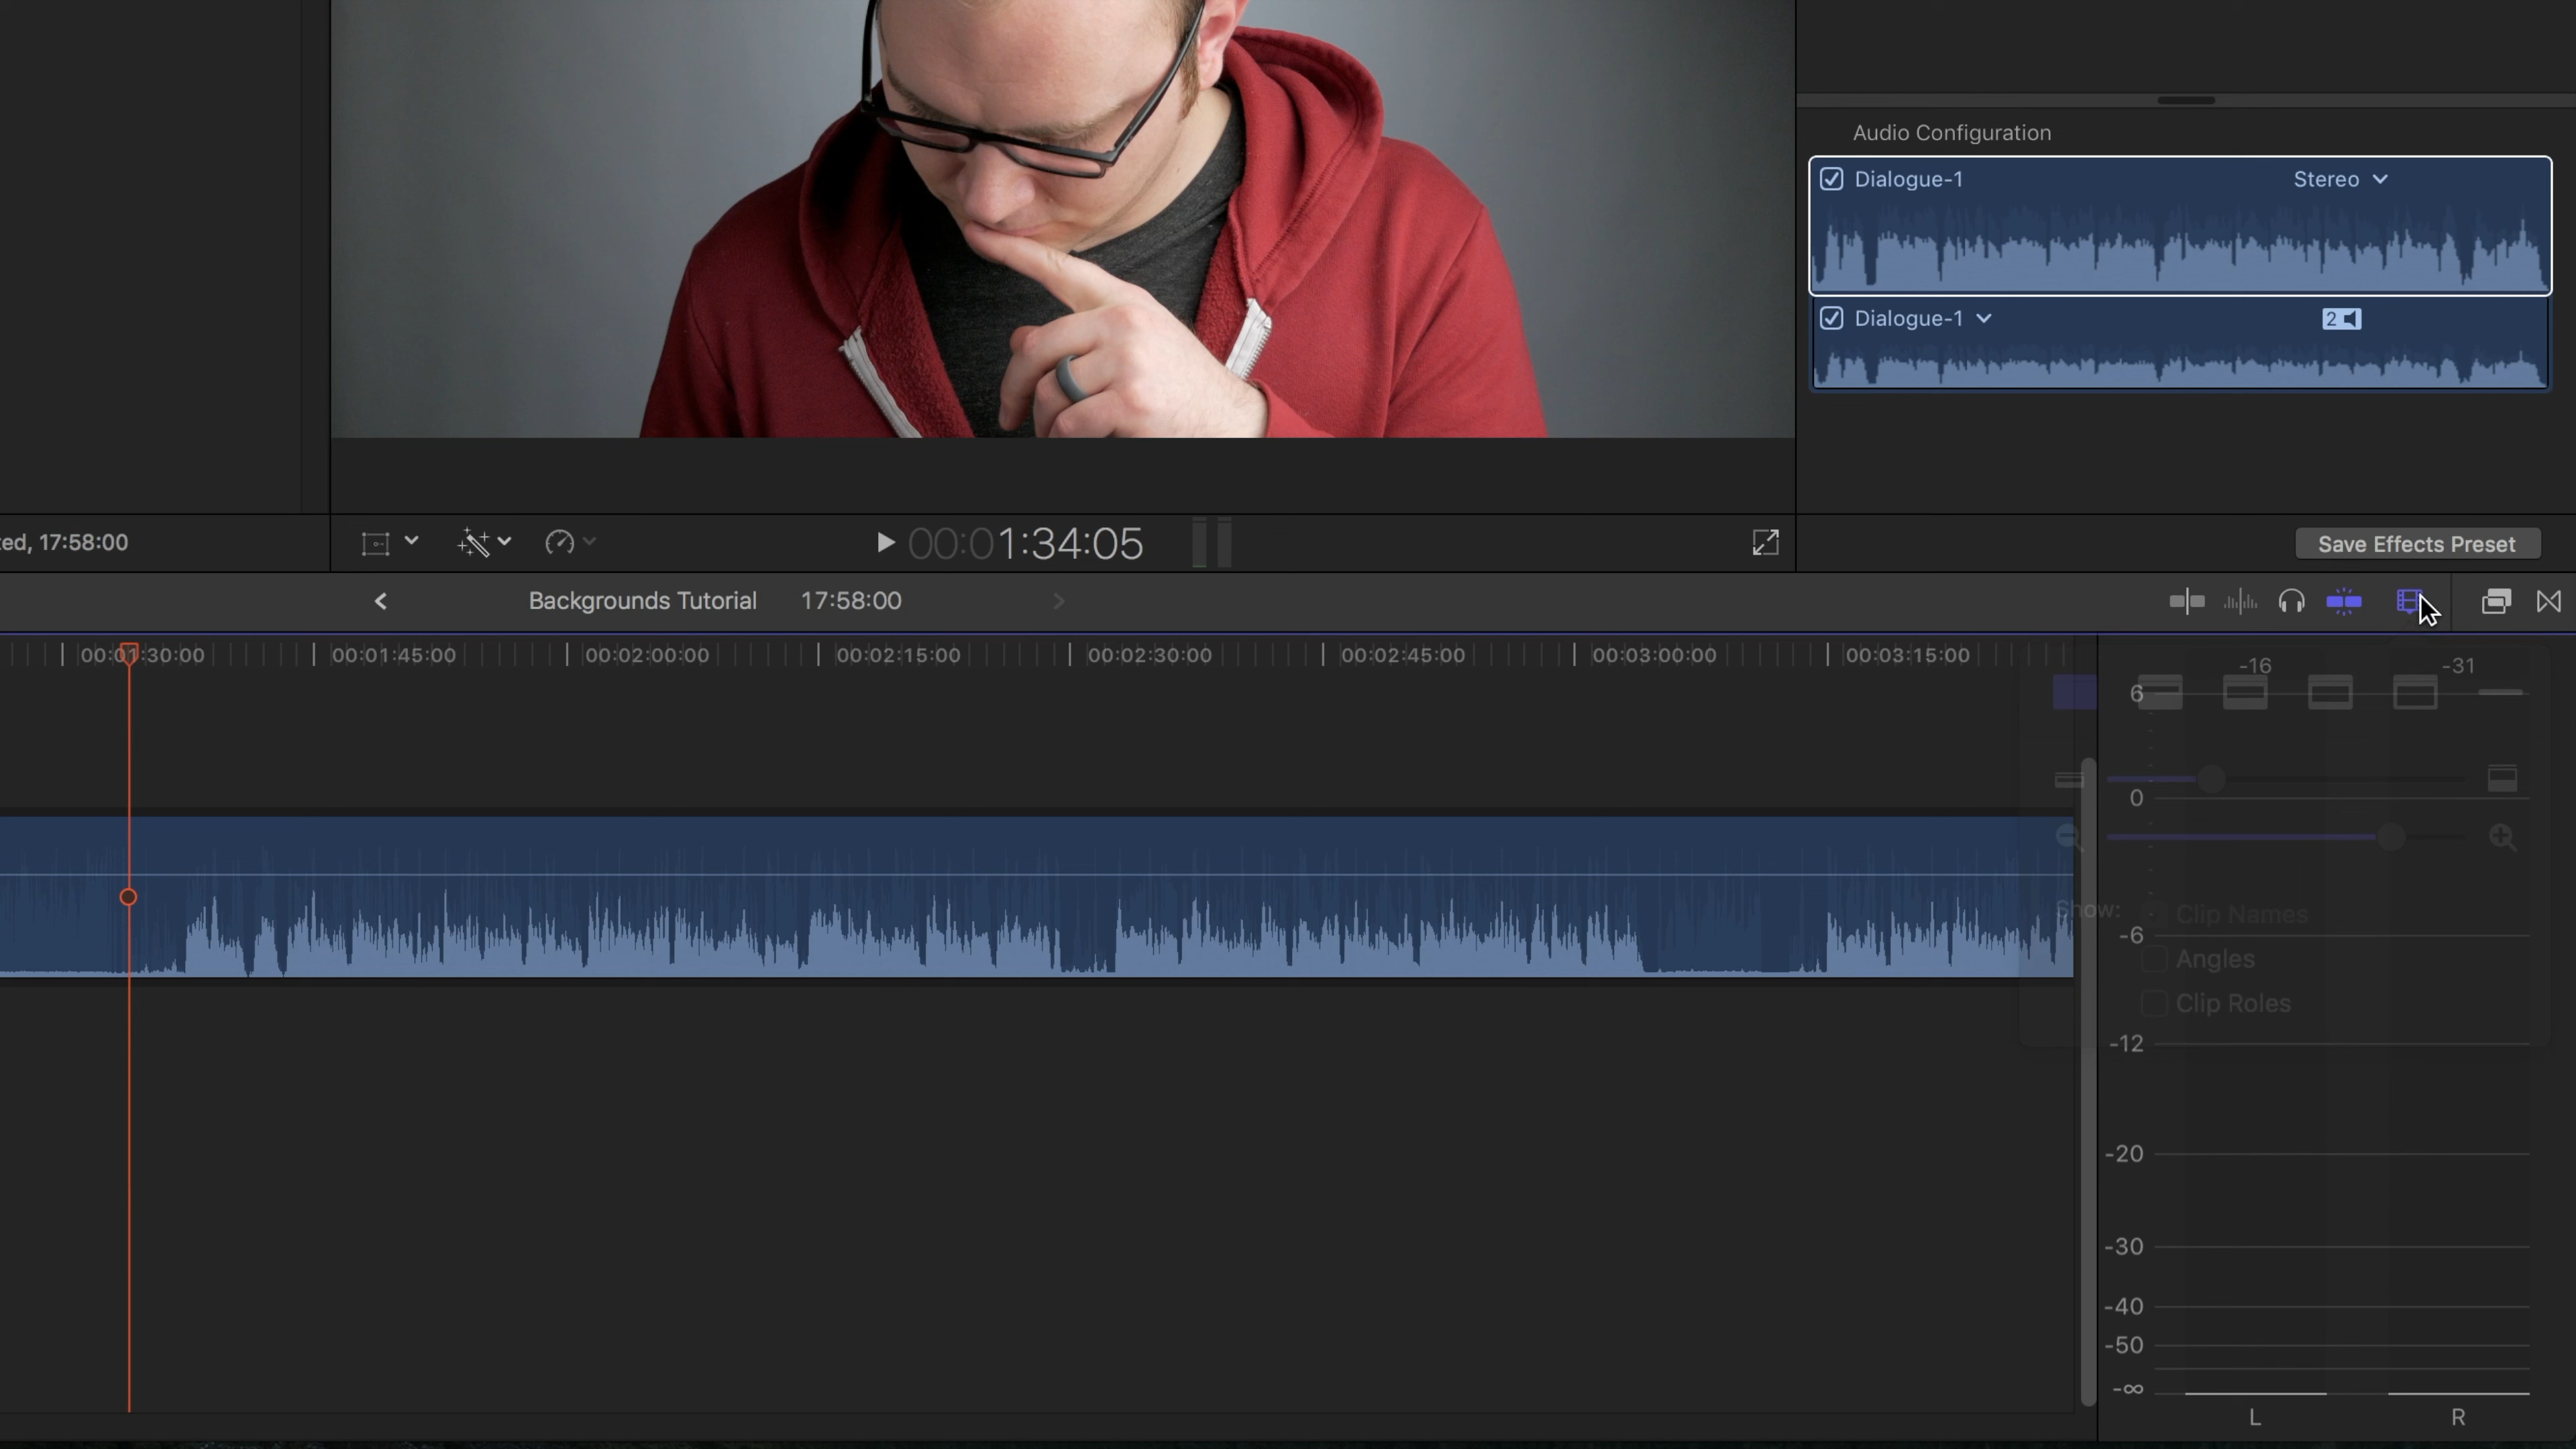 Audio Configuration
Dialogue-1 Stereo
Dialogue-1 2
ted, 17:58:00
00:01:34:05
Save Effects Preset
Backgrounds Tutorial 17:58:00
00:01:30:00 00:01:45:00 00:02:00:00 00:02:15:00 00:02:30:00 00:02:45:00 00:03:00:00 00:03:15:00
-16 -31
6
0
Show: Clip Names
-6
Angles
Clip Roles
-12
-20
-30
-40
-50
-∞
L R